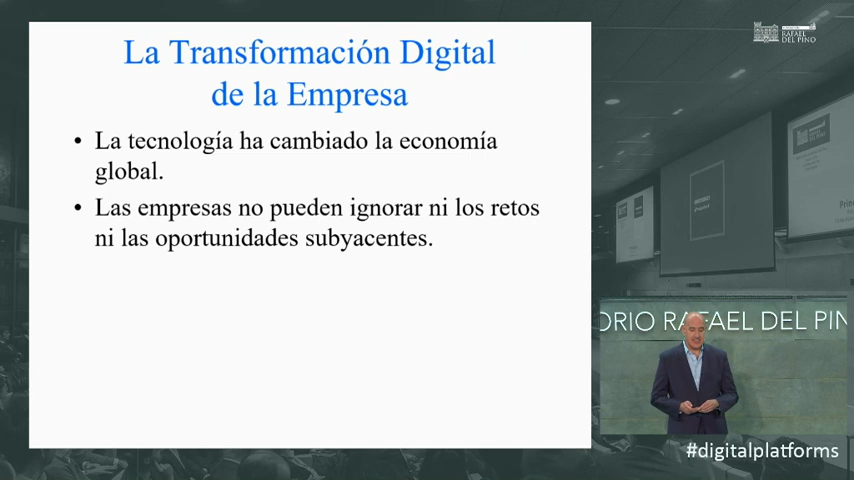 La Transformación Digital
de la Empresa
• La tecnología ha cambiado la economía
global.
• Las empresas no pueden ignorar ni los retos
ni las oportunidades subyacentes.
RAFAEL
DEL PINO
ORIO RAFAEL DEL PIN
#digitalplatforms